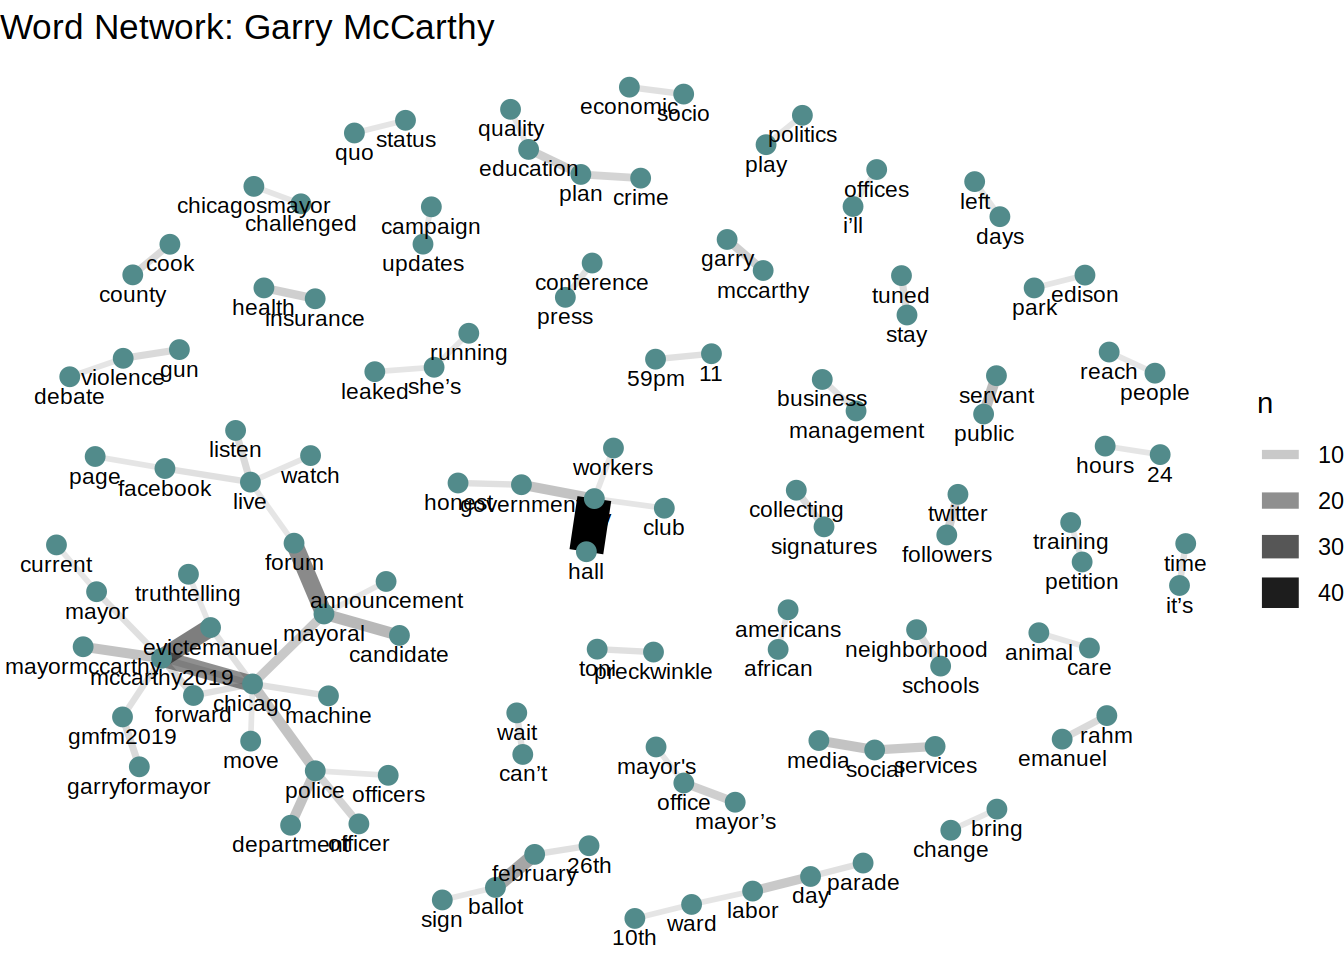 Word Network: Garry McCarthy
economic
socio
quality
politics
quo
status
education
play
plan
crime
offices
left
chicagosmayor
challenged
campaign
i’ll
days
cook
updates
garry
county
conference
mccarthy
edison
health
insurance
press
tuned
park
stay
running
debate
violence
gun
leaked
she’s
59pm
11
reach
people
business
management
servant
public
n
listen
page
facebook
watch
live
workers
hours
24
10
honest
government
club
collecting
twitter
20
forum
hall
signatures
followers
training
30
current
truthtelling
announcement
petition
time
40
mayor
mayoral
it’s
evictemanuel
candidate
americans
neighborhood
mayormccarthy
mccarthy2019
toni
preckwinkle
african
schools
animal
care
forward
chicago
machine
gmfm2019
wait
rahm
move
mayor's
media
social
services
emanuel
garryformayor
police
officers
can’t
office
mayor’s
department
officer
change
bring
february
26th
sign
ballot
10th
ward
labor
day
parade